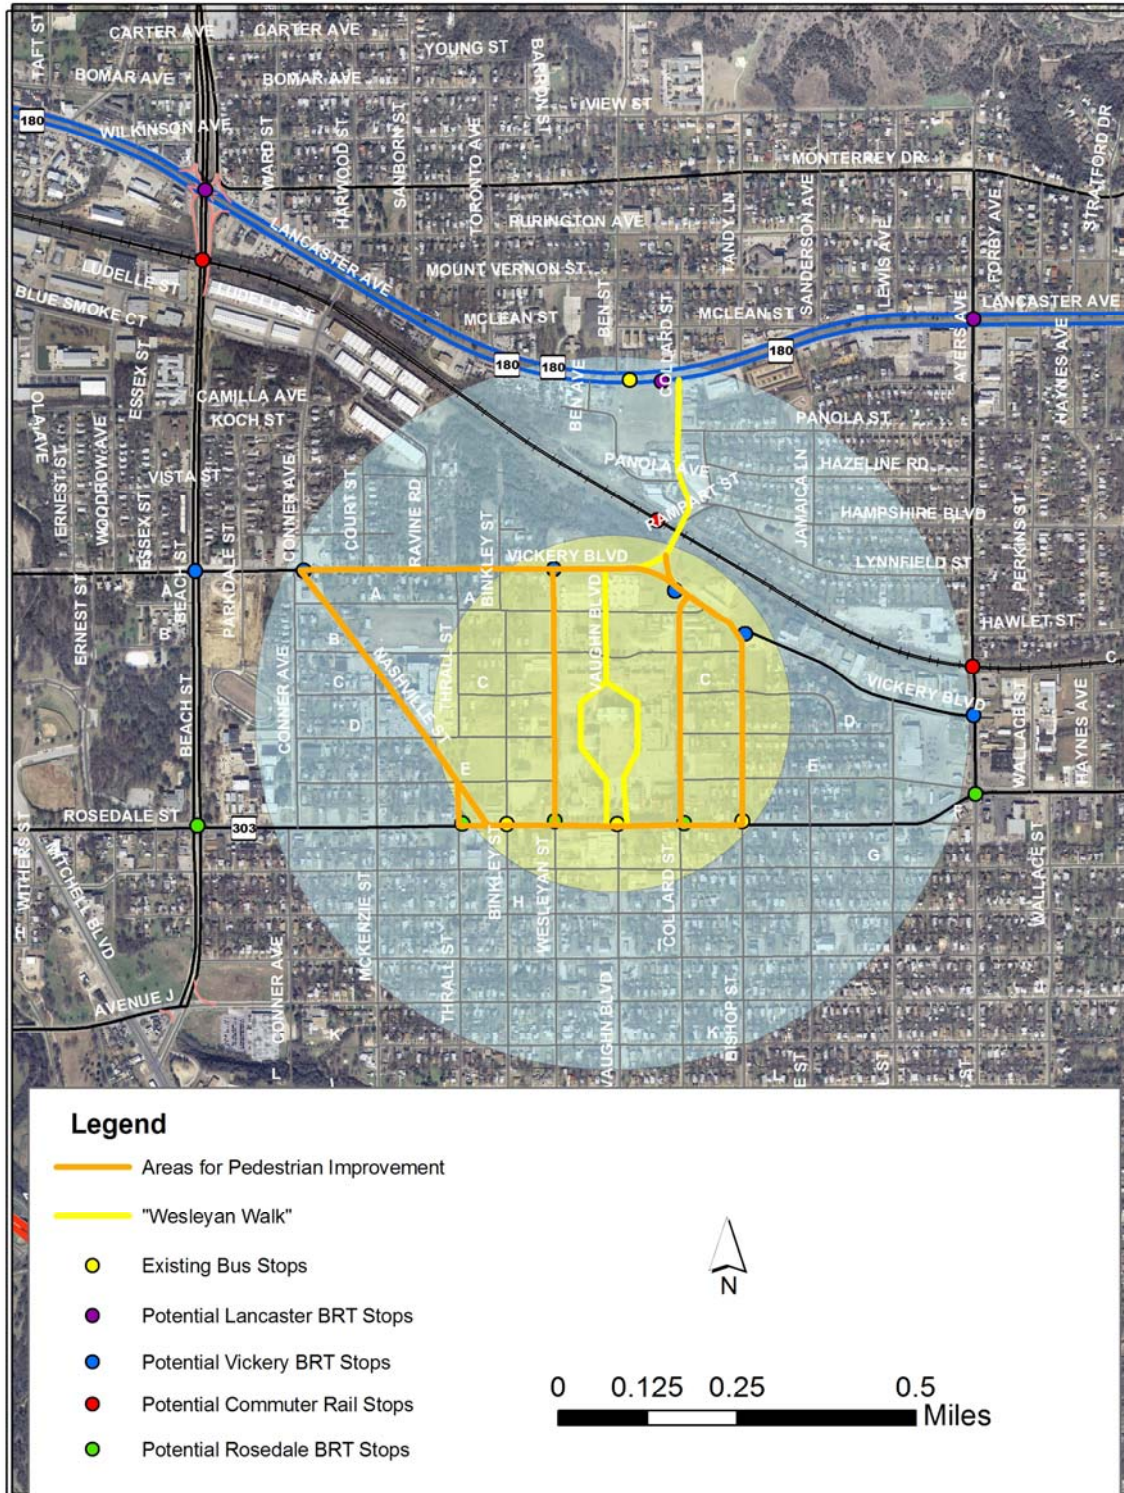 TAFT ST
CARTER AVE
CARTER AVE
YOUNG ST
BARRON ST
BOMAR AVE
BOMAR AVE
VIEW ST
180
WILKINSON AVE
WARD ST
HARWOOD ST
SANBORN ST
TORONTO AVE
MONTERREY DR
STRATFORD DR
PURINGTON AVE
TANDY LN
SANDERSON AVE
LEWIS AVE
FORBY AVE
LANCASTER AVE
LUDELLE ST
LUDELLE ST
MOUNT VERNON ST
BLUE SMOKE CT
MCLEAN ST
BEN ST
COLLARD ST
MCLEAN ST
LANCASTER AVE
AYERS AVE
HAYNES AVE
180
180
180
ESSEX ST
OLA AVE
CAMILLA AVE
KOCH ST
BEN AVE
PANOLA ST
ERNEST ST
WOODROW AVE
VISTA ST
ESSEX ST
CONNER AVE
COURT ST
RAVINE RD
BINKLEY ST
PANOLA AVE
RAMPART ST
HAZELINE RD
JAMAICA LN
HAMPSHIRE BLVD
PERKINS ST
LYNNFIELD ST
VICKERY BLVD
A
BEACH ST
PARKDALE ST
A
A
ERNEST ST
B
B
NASHVILLE ST
THRALL ST
VAUGHN BLVD
HAWLET ST
C
C
C
C
VICKERY BLVD
BEACH ST
CONNER AVE
D
D
WALLACE ST
HAYNES AVE
E
E
ROSEDALE ST
303
WITHERS ST
MITCHELL BLVD
MCKENZIE ST
BINKLEY ST
WESLEYAN ST
COLLARD ST
G
WALLACE ST
H
H
I
AVENUE J
CONNER AVE
THRALL ST
VAUGHN BLVD
BISHOP ST
K
K
L
L
E ST
L ST
ST
Legend
Areas for Pedestrian Improvement
"Wesleyan Walk"
Existing Bus Stops
Potential Lancaster BRT Stops
Potential Vickery BRT Stops
Potential Commuter Rail Stops
Potential Rosedale BRT Stops
N
0 0.125 0.25 0.5
Miles